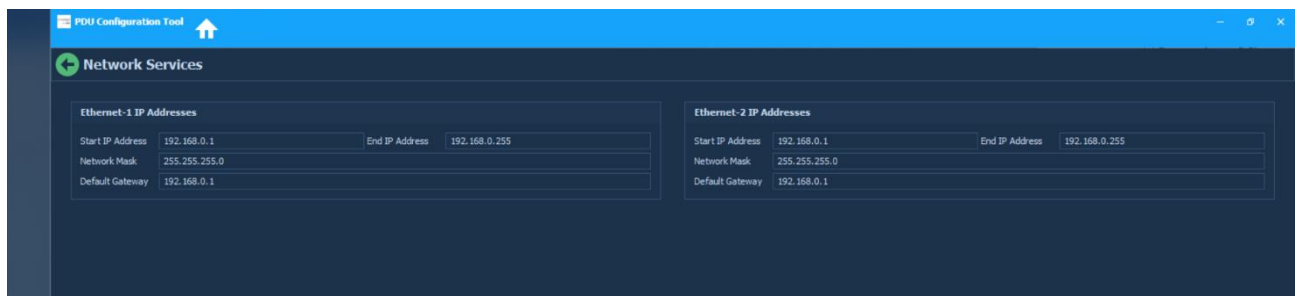 PDU Configuration Tool
Network Services
Ethernet-1 IP Addresses
Start IP Address 192.168.0.1 End IP Address 192.168.0.255
Network Mask 255.255.255.0
Default Gateway 192.168.0.1
Ethernet-2 IP Addresses
Start IP Address 192.168.0.1 End IP Address 192.168.0.255
Network Mask 255.255.255.0
Default Gateway 192.168.0.1